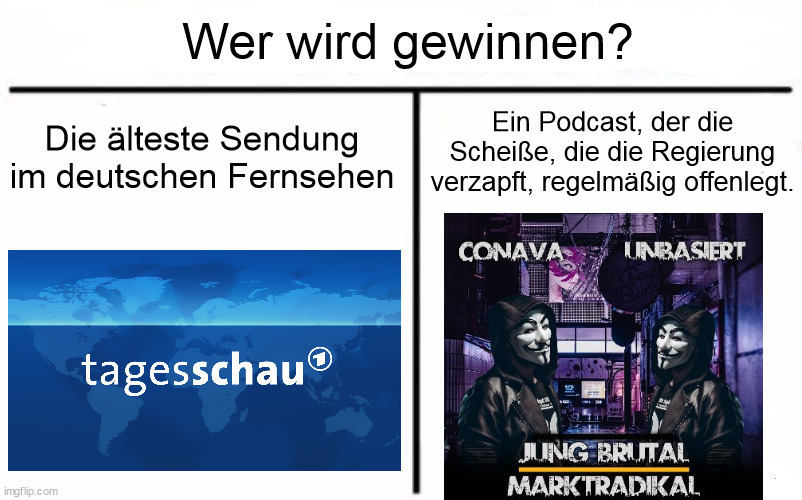 Wer wird gewinnen?
Die älteste Sendung
im deutschen Fernsehen
tagesschau
Ein Podcast, der die
Scheiße, die die Regierung
verzapft, regelmäßig offenlegt.
CONAVA UNBASIERT
JUNG BRUTAL
MARKTRADIKAL
imgflip.com